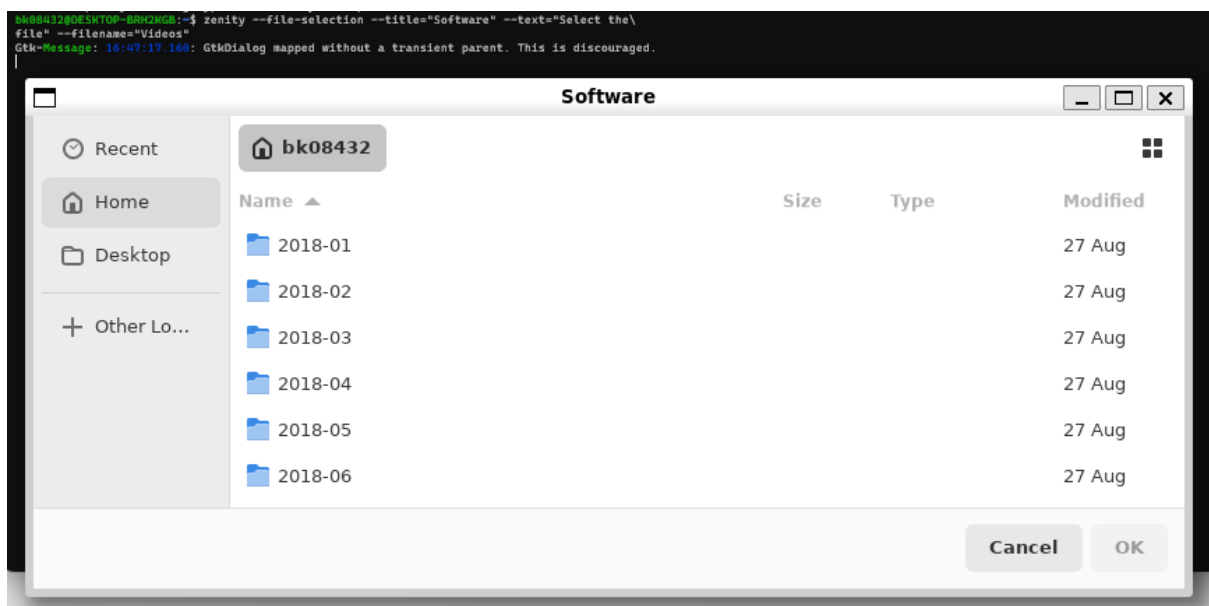 bk08432@DESKTOP-BRH2KGB:~$ zenity --file-selection --title="Software" --text="Select the\
file" --filename="Videos"
Gtk-Message: 16:47:17.160: GtkDialog mapped without a transient parent. This is discouraged.
Software
Recent
Home
Desktop
Other Lo...
bk08432
Name Size Type Modified
2018-01 27 Aug
2018-02 27 Aug
2018-03 27 Aug
2018-04 27 Aug
2018-05 27 Aug
2018-06 27 Aug
Cancel OK